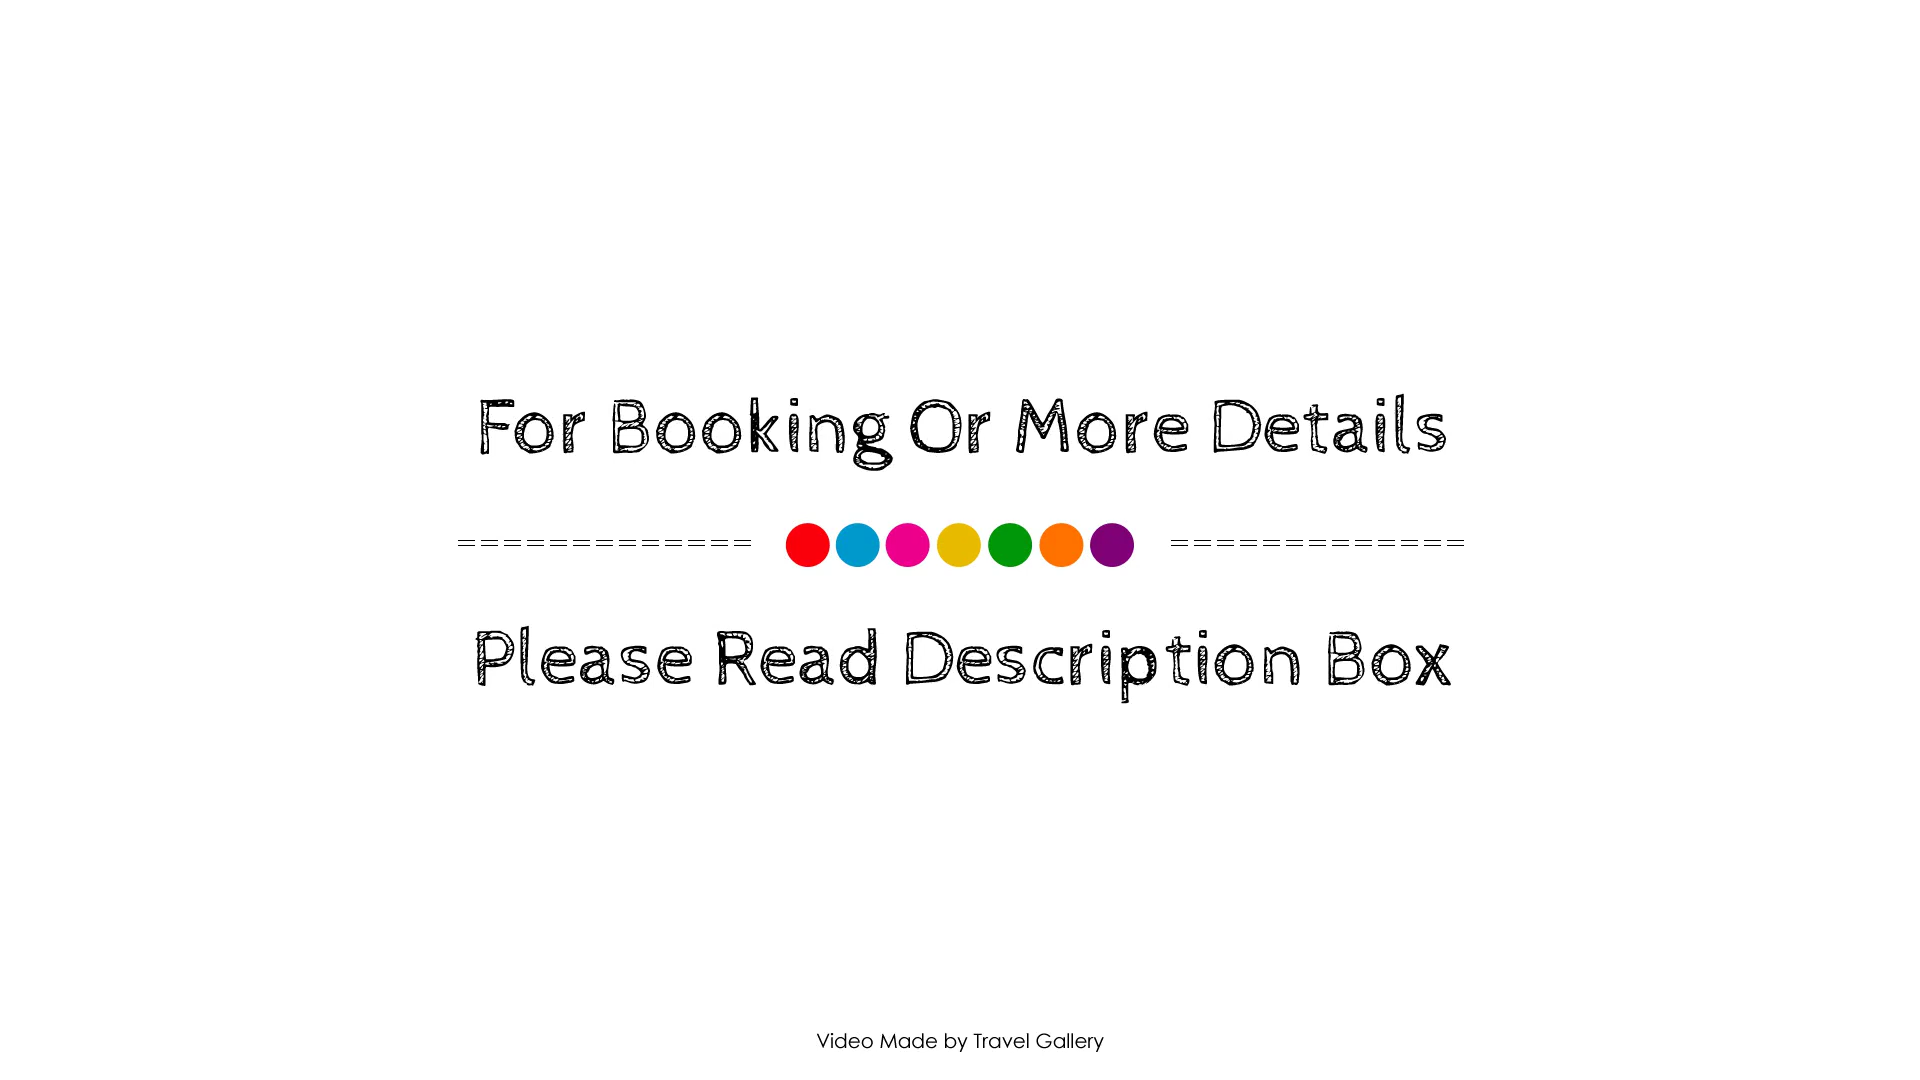 For Booking Or More Details
============= =============
Please Read Description Box
Video Made by Travel Gallery